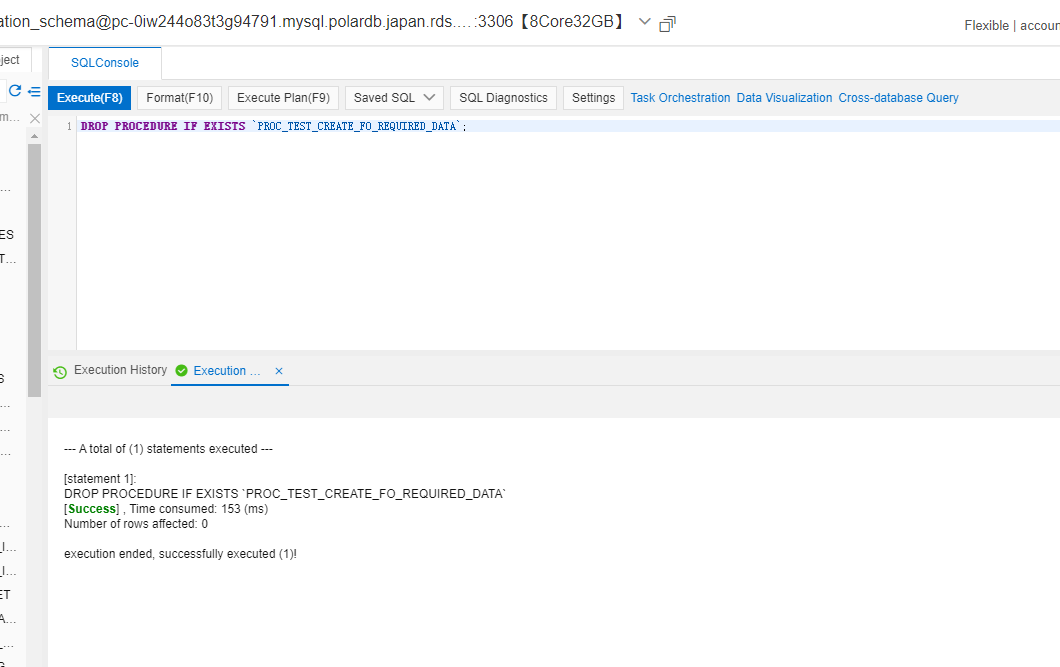 ation_schema@pc-0iw244o83t3g94791.mysql.polardb.japan.rds....:3306【8Core32GB】
Flexible | accour
ject
SQLConsole
Execute(F8) Format(F10) Execute Plan(F9) Saved SQL SQL Diagnostics Settings Task Orchestration Data Visualization Cross-database Query
m...
1 DROP PROCEDURE IF EXISTS `PROC_TEST_CREATE_FO_REQUIRED_DATA`;
...
ES
T...
S
...
...
...
...
_I...
_I...
ET
A...
_...
Execution History Execution ...
--- A total of (1) statements executed ---
[statement 1]:
DROP PROCEDURE IF EXISTS `PROC_TEST_CREATE_FO_REQUIRED_DATA`
[Success] , Time consumed: 153 (ms)
Number of rows affected: 0
execution ended, successfully executed (1)!